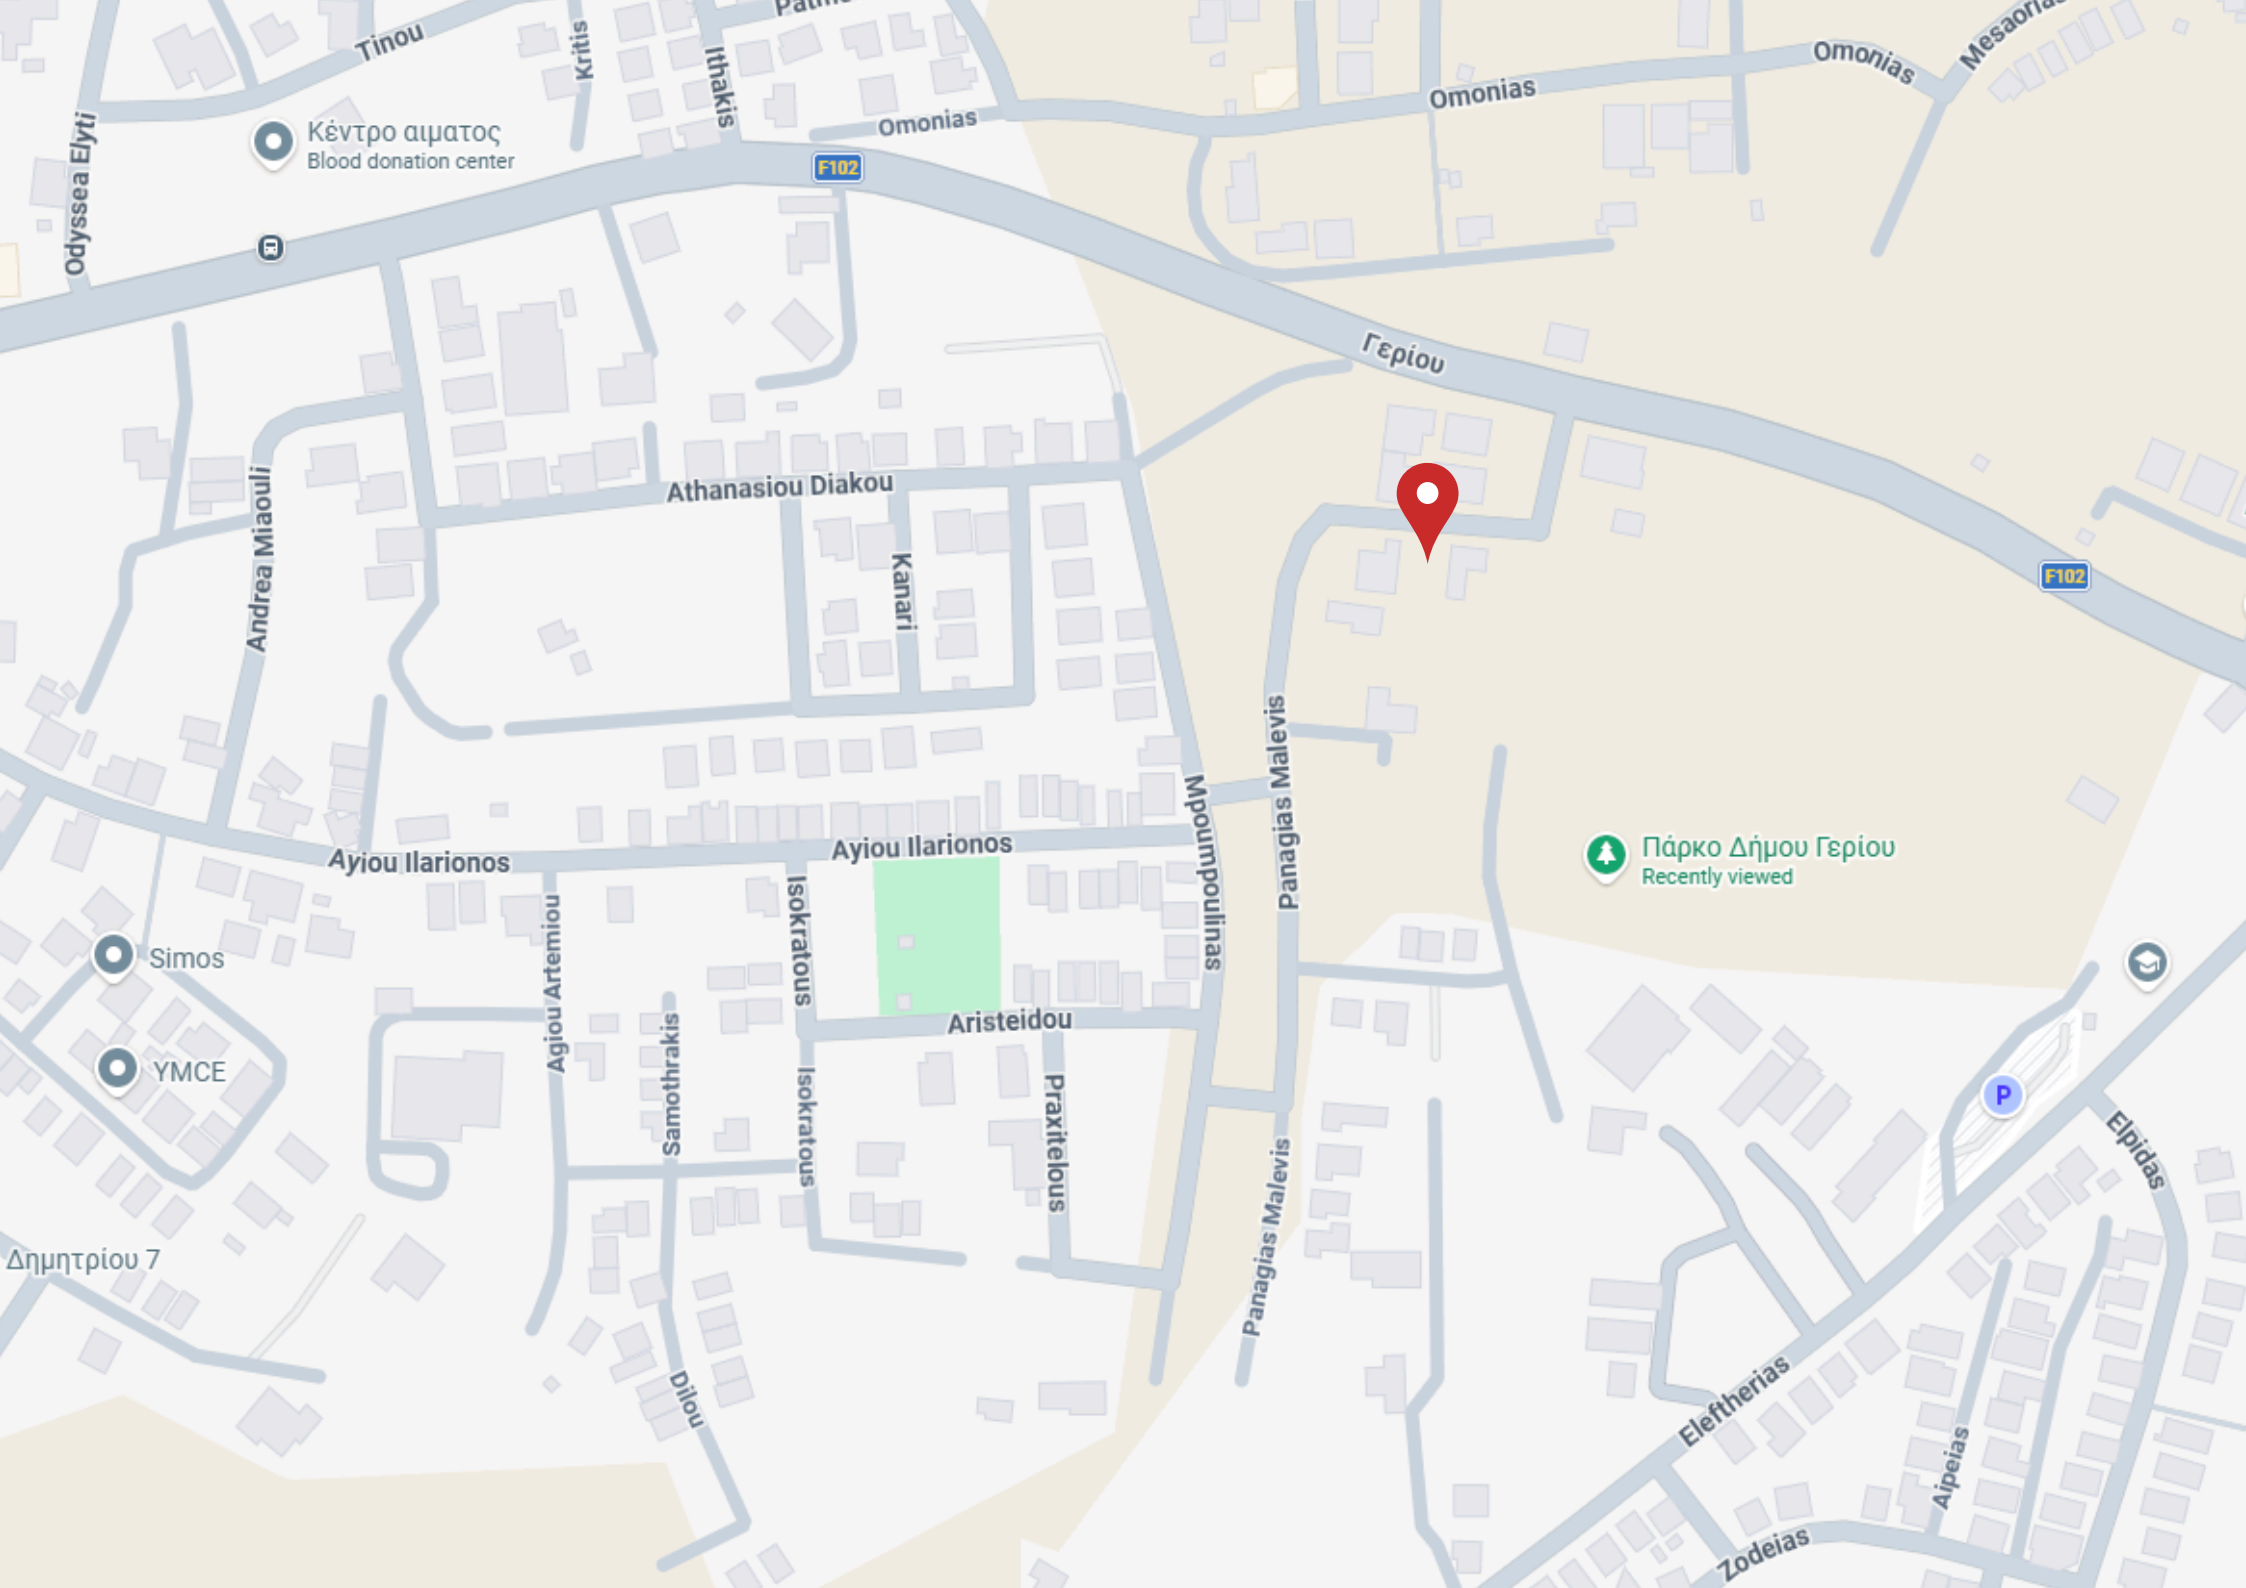 Patmo
Tinou
Kritis
Ithakis
Omonias
Mesaorias
Omonias
Omonias
Κέντρο αιματος
Blood donation center
F102
Odyssea Elyti
Γερίου
Athanasiou Diakou
Andrea Miaouli
Kanari
F102
Panagias Malevis
Mpoumpoulinas
Ayiou Ilarionos
Ayiou Ilarionos
Πάρκο Δήμου Γερίου
Recently viewed
Isokratous
Agiou Artemiou
Simos
Aristeidou
Samothrakis
YMCE
Isokratous
Praxitelous
P
Elpidas
Panagias Malevis
Δημητρίου 7
Dilou
Eleftherias
Aipeias
Zodeias